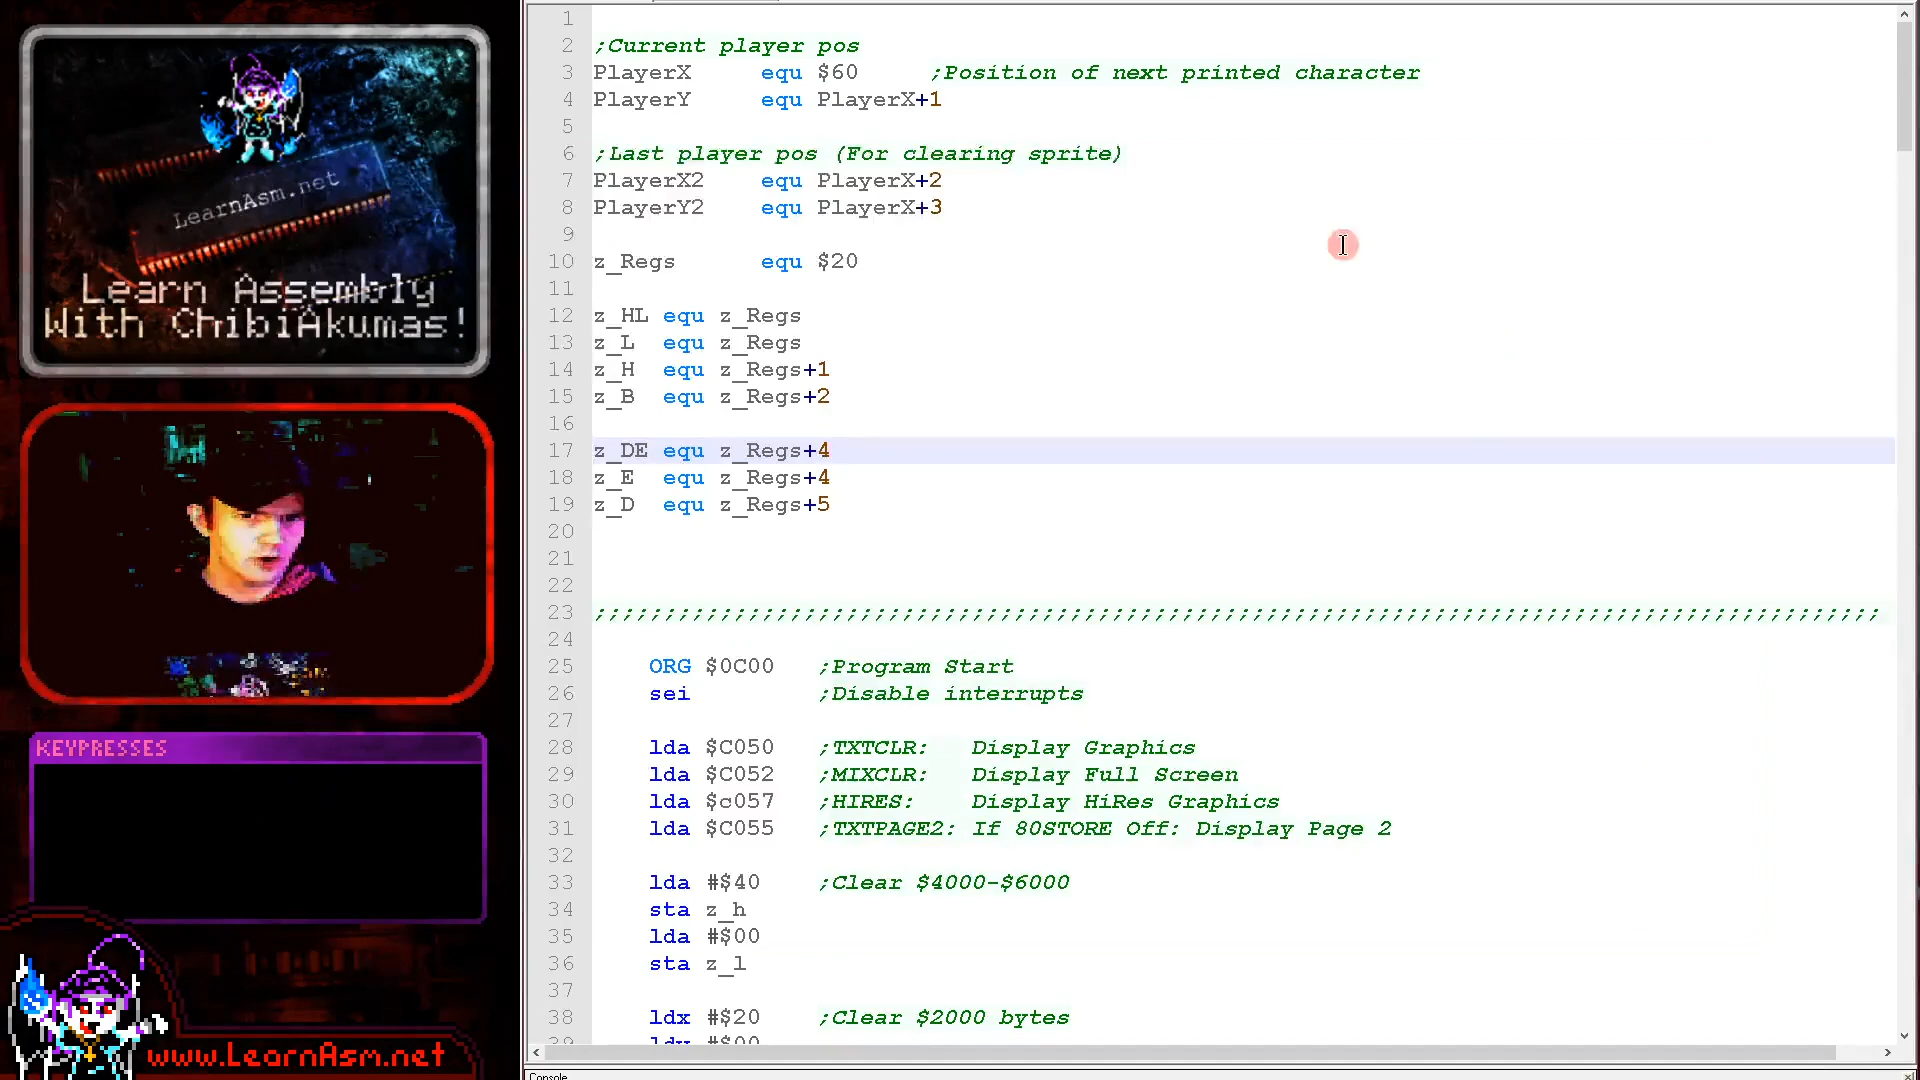 LearnAsm.net
Learn Assembly
With ChibiAkumas!
KEYPRESSES
www.LearnAsm.net
1
2 ;Current player pos
3 PlayerX equ $60 ;Position of next printed character
4 PlayerY equ PlayerX+1
5
6 ;Last player pos (For clearing sprite)
7 PlayerX2 equ PlayerX+2
8 PlayerY2 equ PlayerX+3
9
10 z_Regs equ $20
11
12 z_HL equ z_Regs
13 z_L equ z_Regs
14 z_H equ z_Regs+1
15 z_B equ z_Regs+2
16
17 z_DE equ z_Regs+4
18 z_E equ z_Regs+4
19 z_D equ z_Regs+5
20
21
22
23 ;;;;;;;;;;;;;;;;;;;;;;;;;;;;;;;;;;;;;;;;;;;;;;;;;;;;;;;;;;;;;;;;;;;;;;;;;;;;;;;;;;;;;;;;;;;;
24
25 ORG $0C00 ;Program Start
26 sei ;Disable interrupts
27
28 lda $C050 ;TXTCLR: Display Graphics
29 lda $C052 ;MIXCLR: Display Full Screen
30 lda $c057 ;HIRES: Display HiRes Graphics
31 lda $C055 ;TXTPAGE2: If 80STORE Off: Display Page 2
32
33 lda #$40 ;Clear $4000-$6000
34 sta z_h
35 lda #$00
36 sta z_l
37
38 ldx #$20 ;Clear $2000 bytes
39 ldy #$00
Console